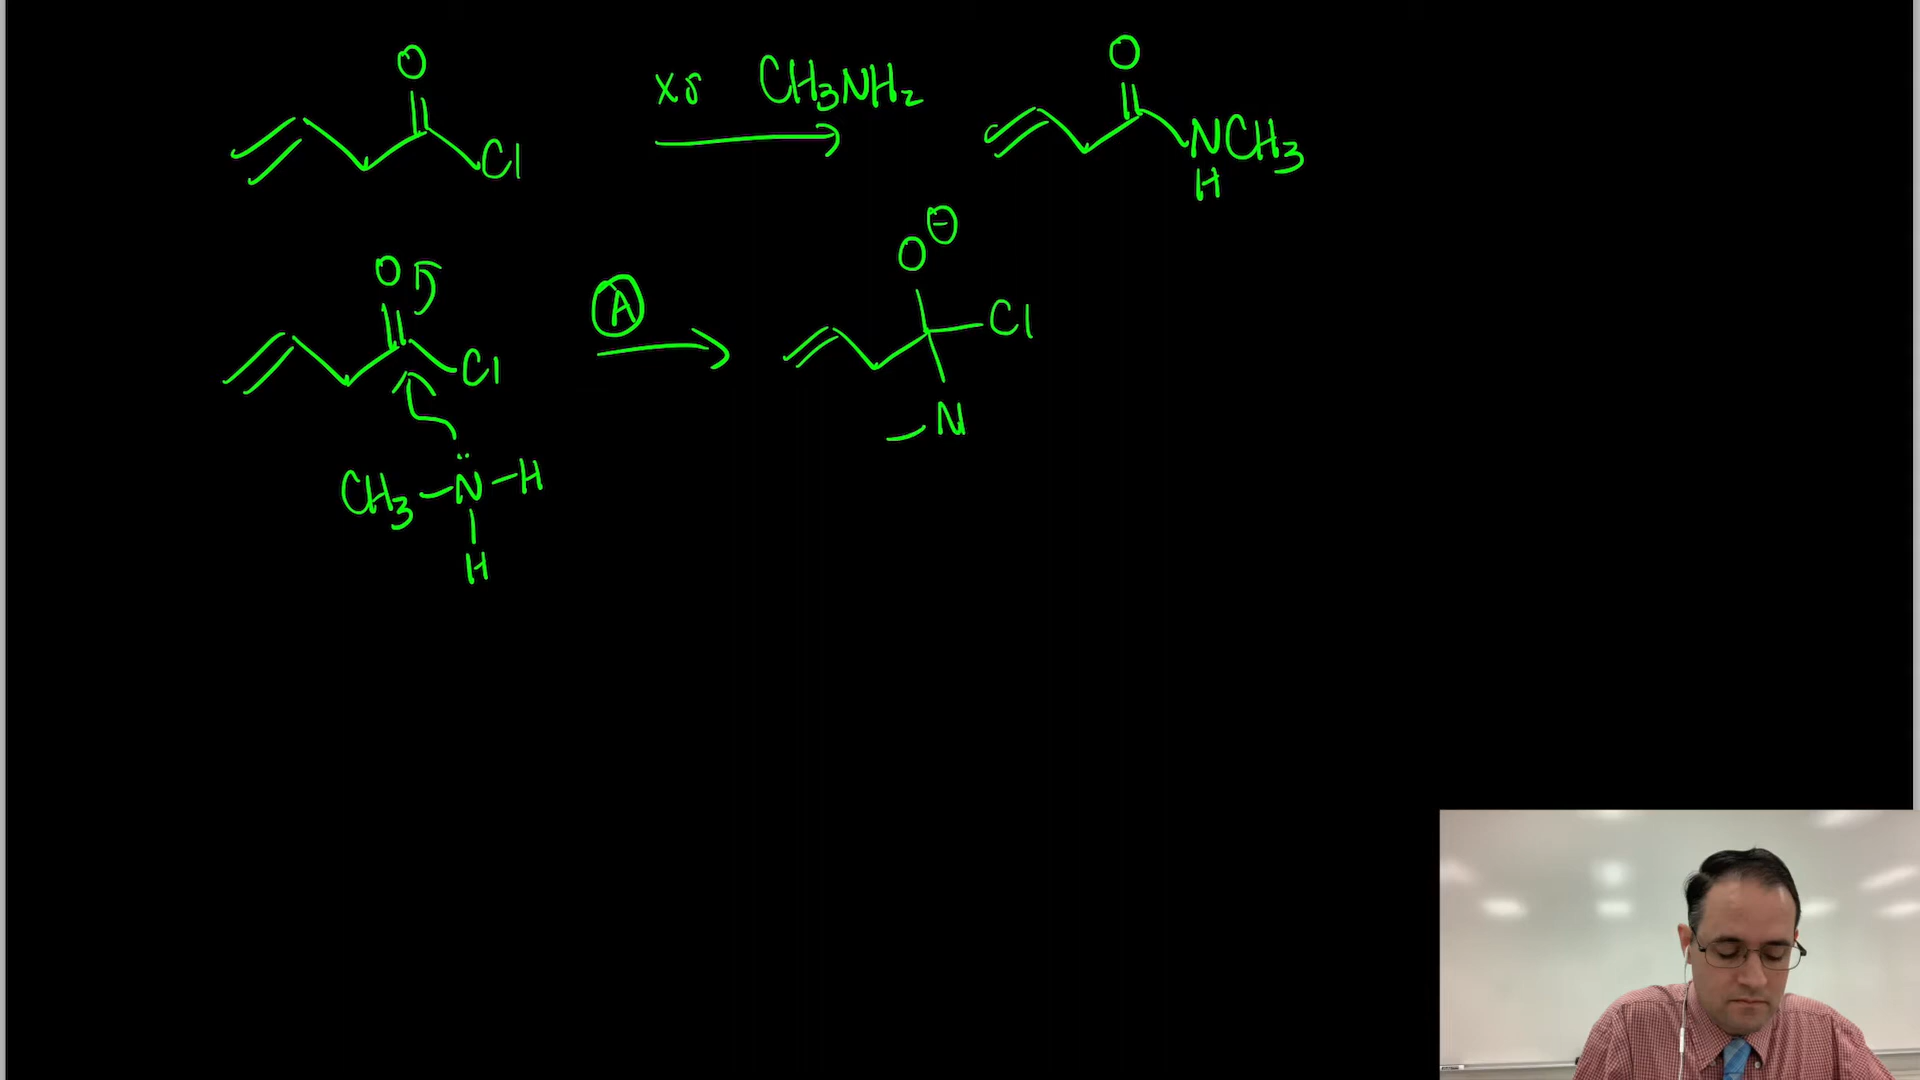 O O
xs CH3NH2
Cl NCH3
H
O⊖
O A
Cl Cl
N
CH3–N̈–H
H